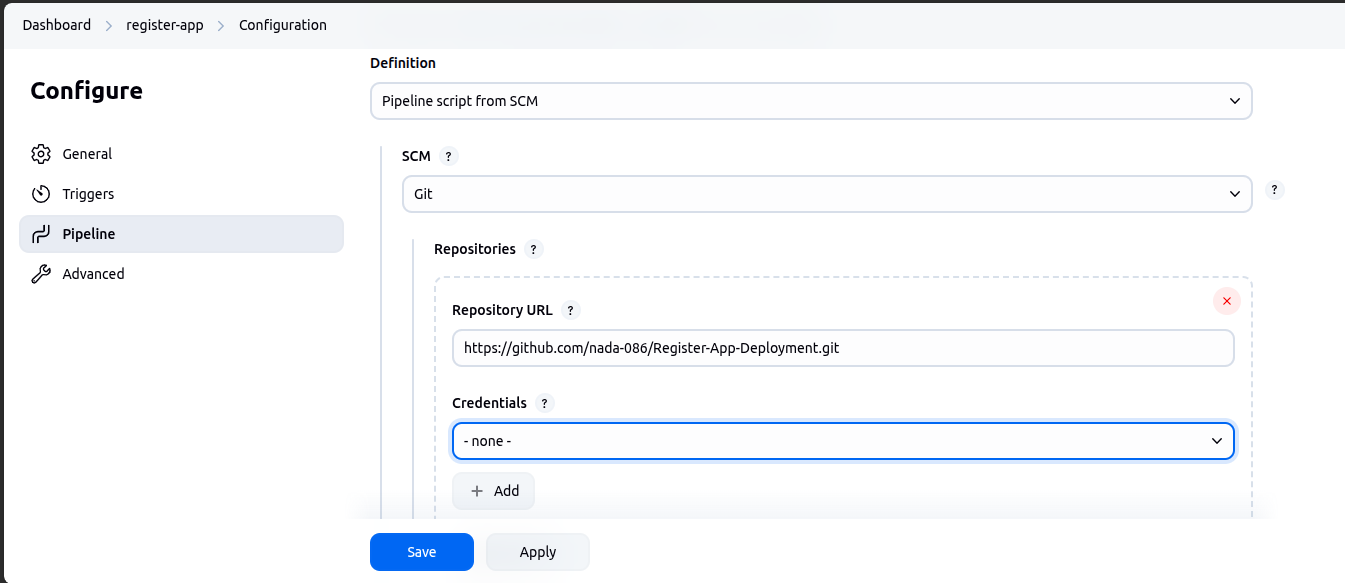 Dashboard > register-app > Configuration
Configure
General
Triggers
Pipeline
Advanced
Definition
Pipeline script from SCM
SCM ?
Git
?
Repositories ?
Repository URL ?
https://github.com/nada-086/Register-App-Deployment.git
Credentials ?
- none -
+ Add
Save
Apply